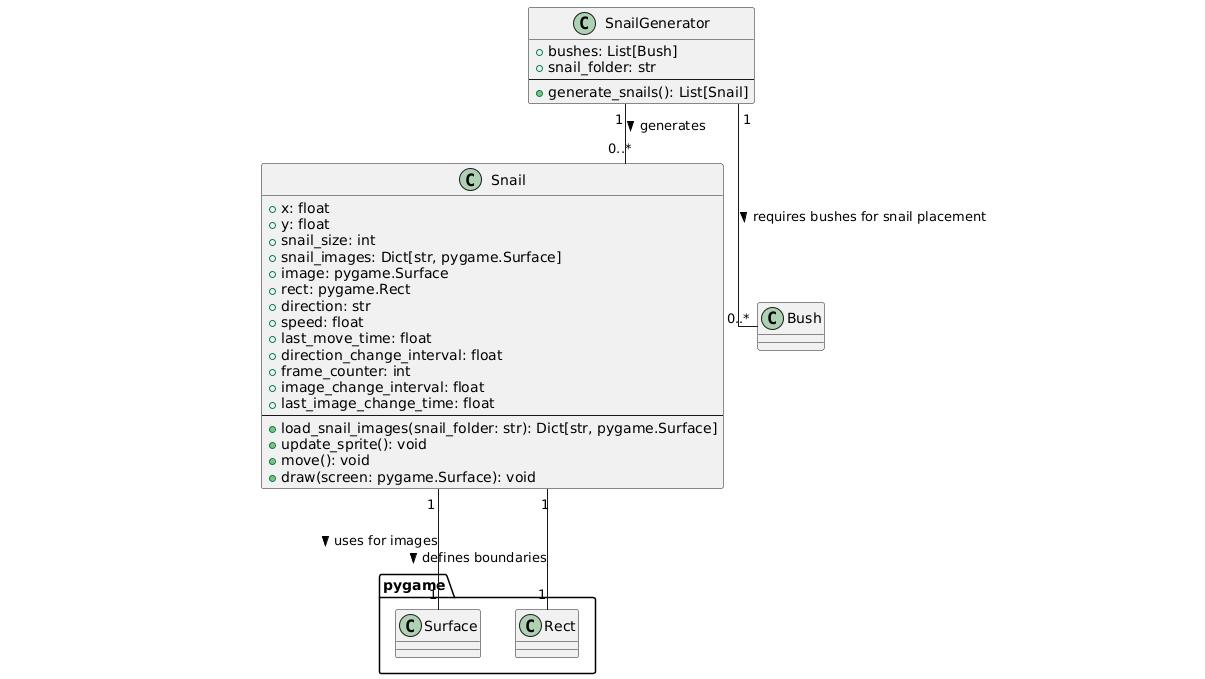 C SnailGenerator
bushes: List[Bush]
snail_folder: str
generate_snails(): List[Snail]
1
1
generates
0..*
C Snail
x: float
y: float
snail_size: int
snail_images: Dict[str, pygame.Surface]
image: pygame.Surface
rect: pygame.Rect
direction: str
speed: float
last_move_time: float
direction_change_interval: float
frame_counter: int
image_change_interval: float
last_image_change_time: float
load_snail_images(snail_folder: str): Dict[str, pygame.Surface]
update_sprite(): void
move(): void
draw(screen: pygame.Surface): void
requires bushes for snail placement
0..*
C Bush
1
1
uses for images
defines boundaries
pygame
1
1
C Surface
C Rect